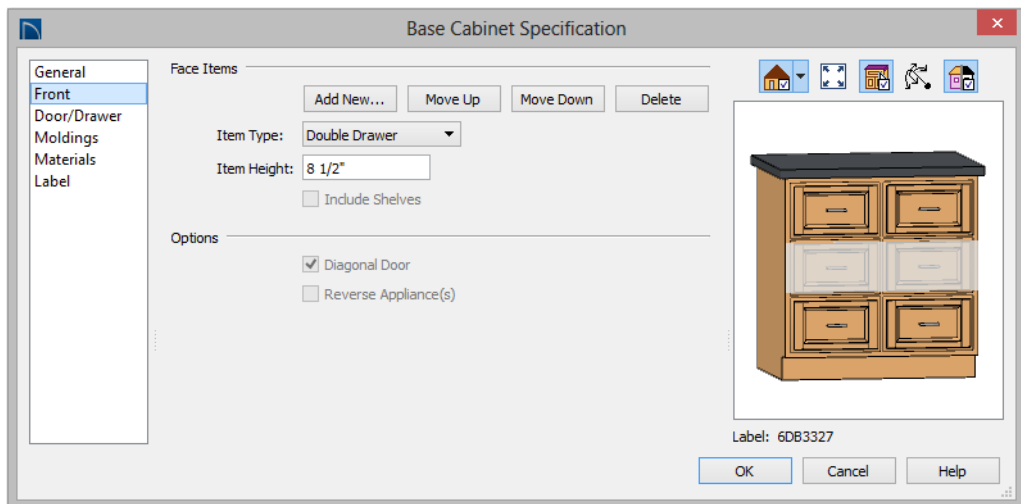 Base Cabinet Specification
General
Front
Door/Drawer
Moldings
Materials
Label
Face Items
Add New...
Move Up
Move Down
Delete
Item Type:
Double Drawer
Item Height:
8 1/2"
Include Shelves
Options
Diagonal Door
Reverse Appliance(s)
Label: 6DB3327
OK
Cancel
Help